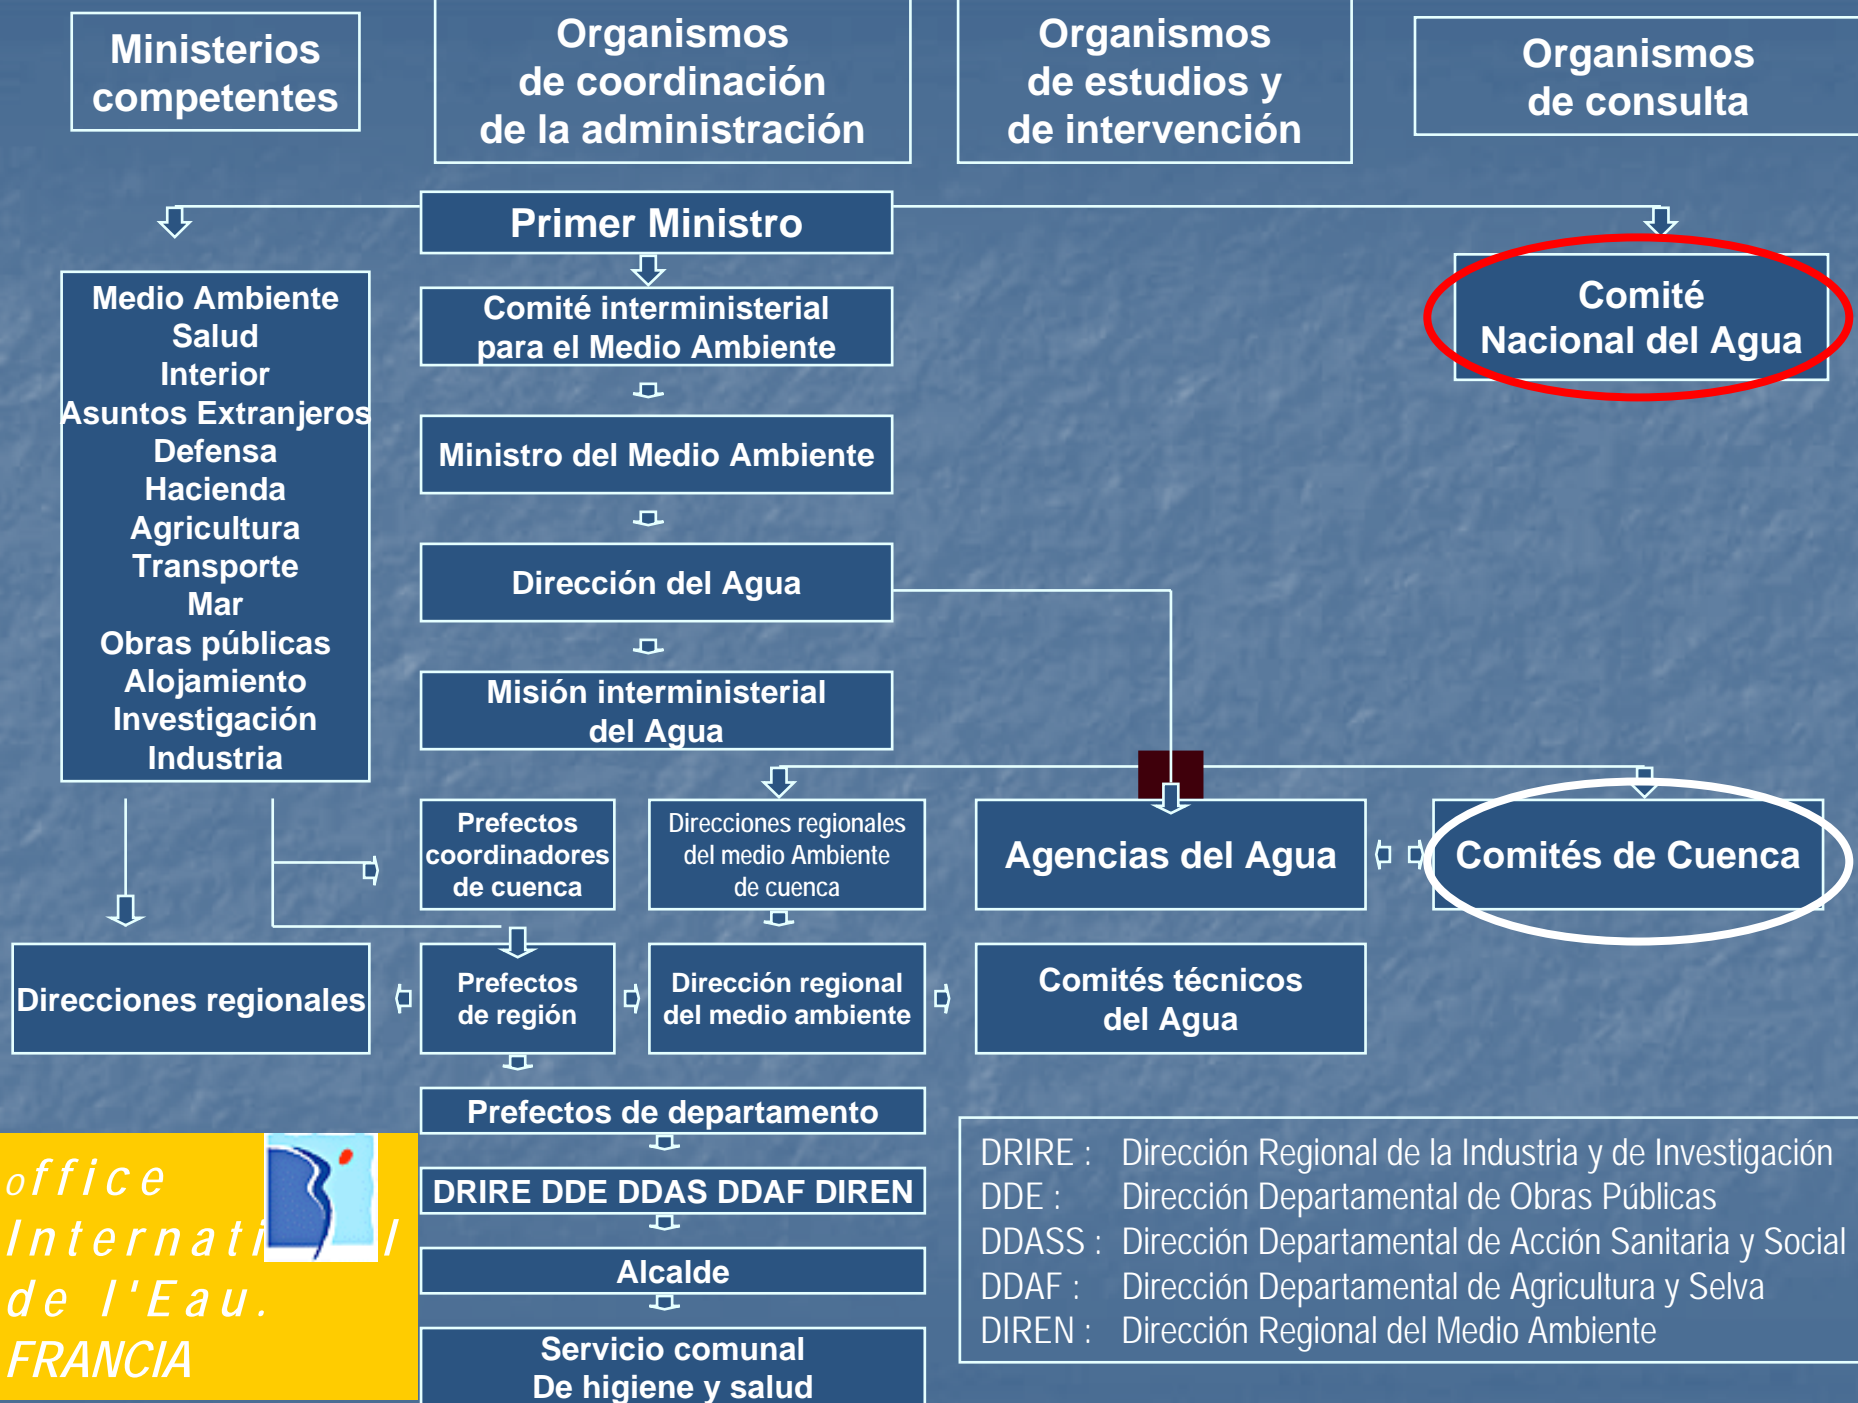 Ministerios
competentes
Organismos
de coordinación
de la administración
Organismos
de estudios y
de intervención
Organismos
de consulta
Primer Ministro
Medio Ambiente
Salud
Interior
Asuntos Extranjeros
Defensa
Hacienda
Agricultura
Transporte
Mar
Obras públicas
Alojamiento
Investigación
Industria
Comité interministerial
para el Medio Ambiente
Comité
Nacional del Agua
Ministro del Medio Ambiente
Dirección del Agua
Misión interministerial
del Agua
Prefectos
coordinadores
de cuenca
Direcciones regionales
del medio Ambiente
de cuenca
Agencias del Agua
Comités de Cuenca
Direcciones regionales
Prefectos
de región
Dirección regional
del medio ambiente
Comités técnicos
del Agua
Prefectos de departamento
DRIRE DDE DDAS DDAF DIREN
Alcalde
Servicio comunal
De higiene y salud
DRIRE : Dirección Regional de la Industria y de Investigación
DDE : Dirección Departamental de Obras Públicas
DDASS : Dirección Departamental de Acción Sanitaria y Social
DDAF : Dirección Departamental de Agricultura y Selva
DIREN : Dirección Regional del Medio Ambiente
office
Internati l
de l'Eau.
FRANCIA